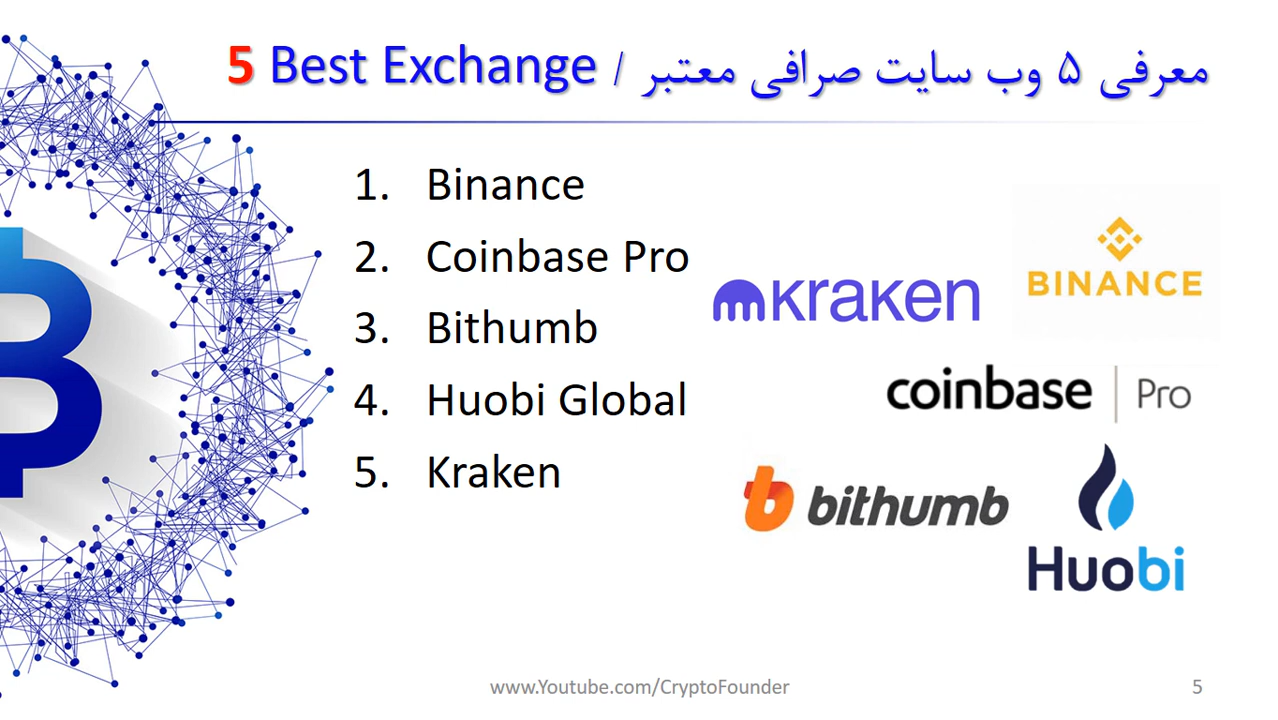 معرفی ۵ وب سایت صرافی معتبر / 5 Best Exchange
1. Binance
2. Coinbase Pro
3. Bithumb
4. Huobi Global
5. Kraken
kraken
BINANCE
coinbase | Pro
bithumb
Huobi
www.Youtube.com/CryptoFounder
5